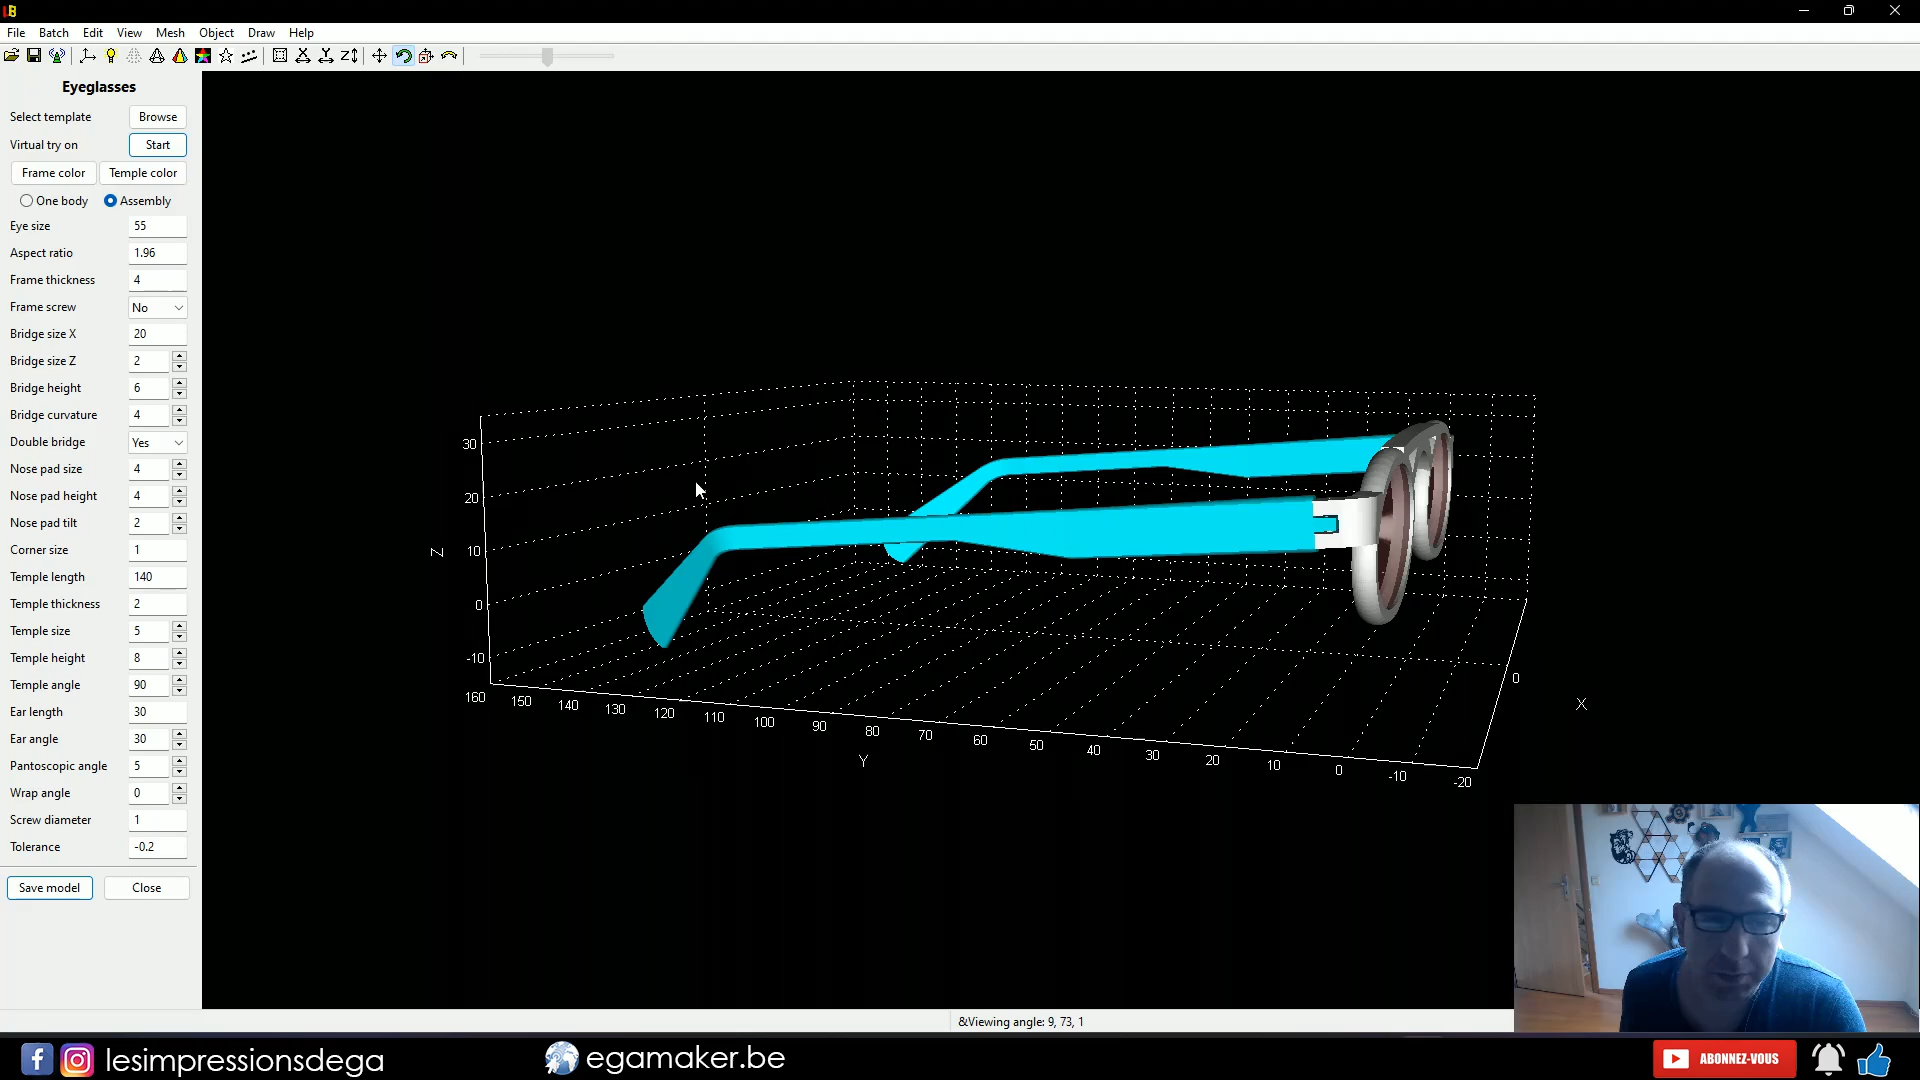 LB
File Batch Edit View Mesh Object Draw Help
Eyeglasses
Select template Browse
Virtual try on Start
Frame color Temple color
One body Assembly
Eye size 55
Aspect ratio 1.96
Frame thickness 4
Frame screw No
Bridge size X 20
Bridge size Z 2
Bridge height 6
Bridge curvature 4
Double bridge Yes
Nose pad size 4
Nose pad height 4
Nose pad tilt 2
Corner size 1
Temple length 140
Temple thickness 2
Temple size 5
Temple height 8
Temple angle 90
Ear length 30
Ear angle 30
Pantoscopic angle 5
Wrap angle 0
Screw diameter 1
Tolerance -0.2
Save model Close
30
20
Z 10
0
-10
160 150 140 130 120 110 100 90 80 70 60 50 40 30 20 10 0 -10 -20
Y
0
X
&Viewing angle: 9, 73, 1
lesimpressionsdega egamaker.be ABONNEZ-VOUS